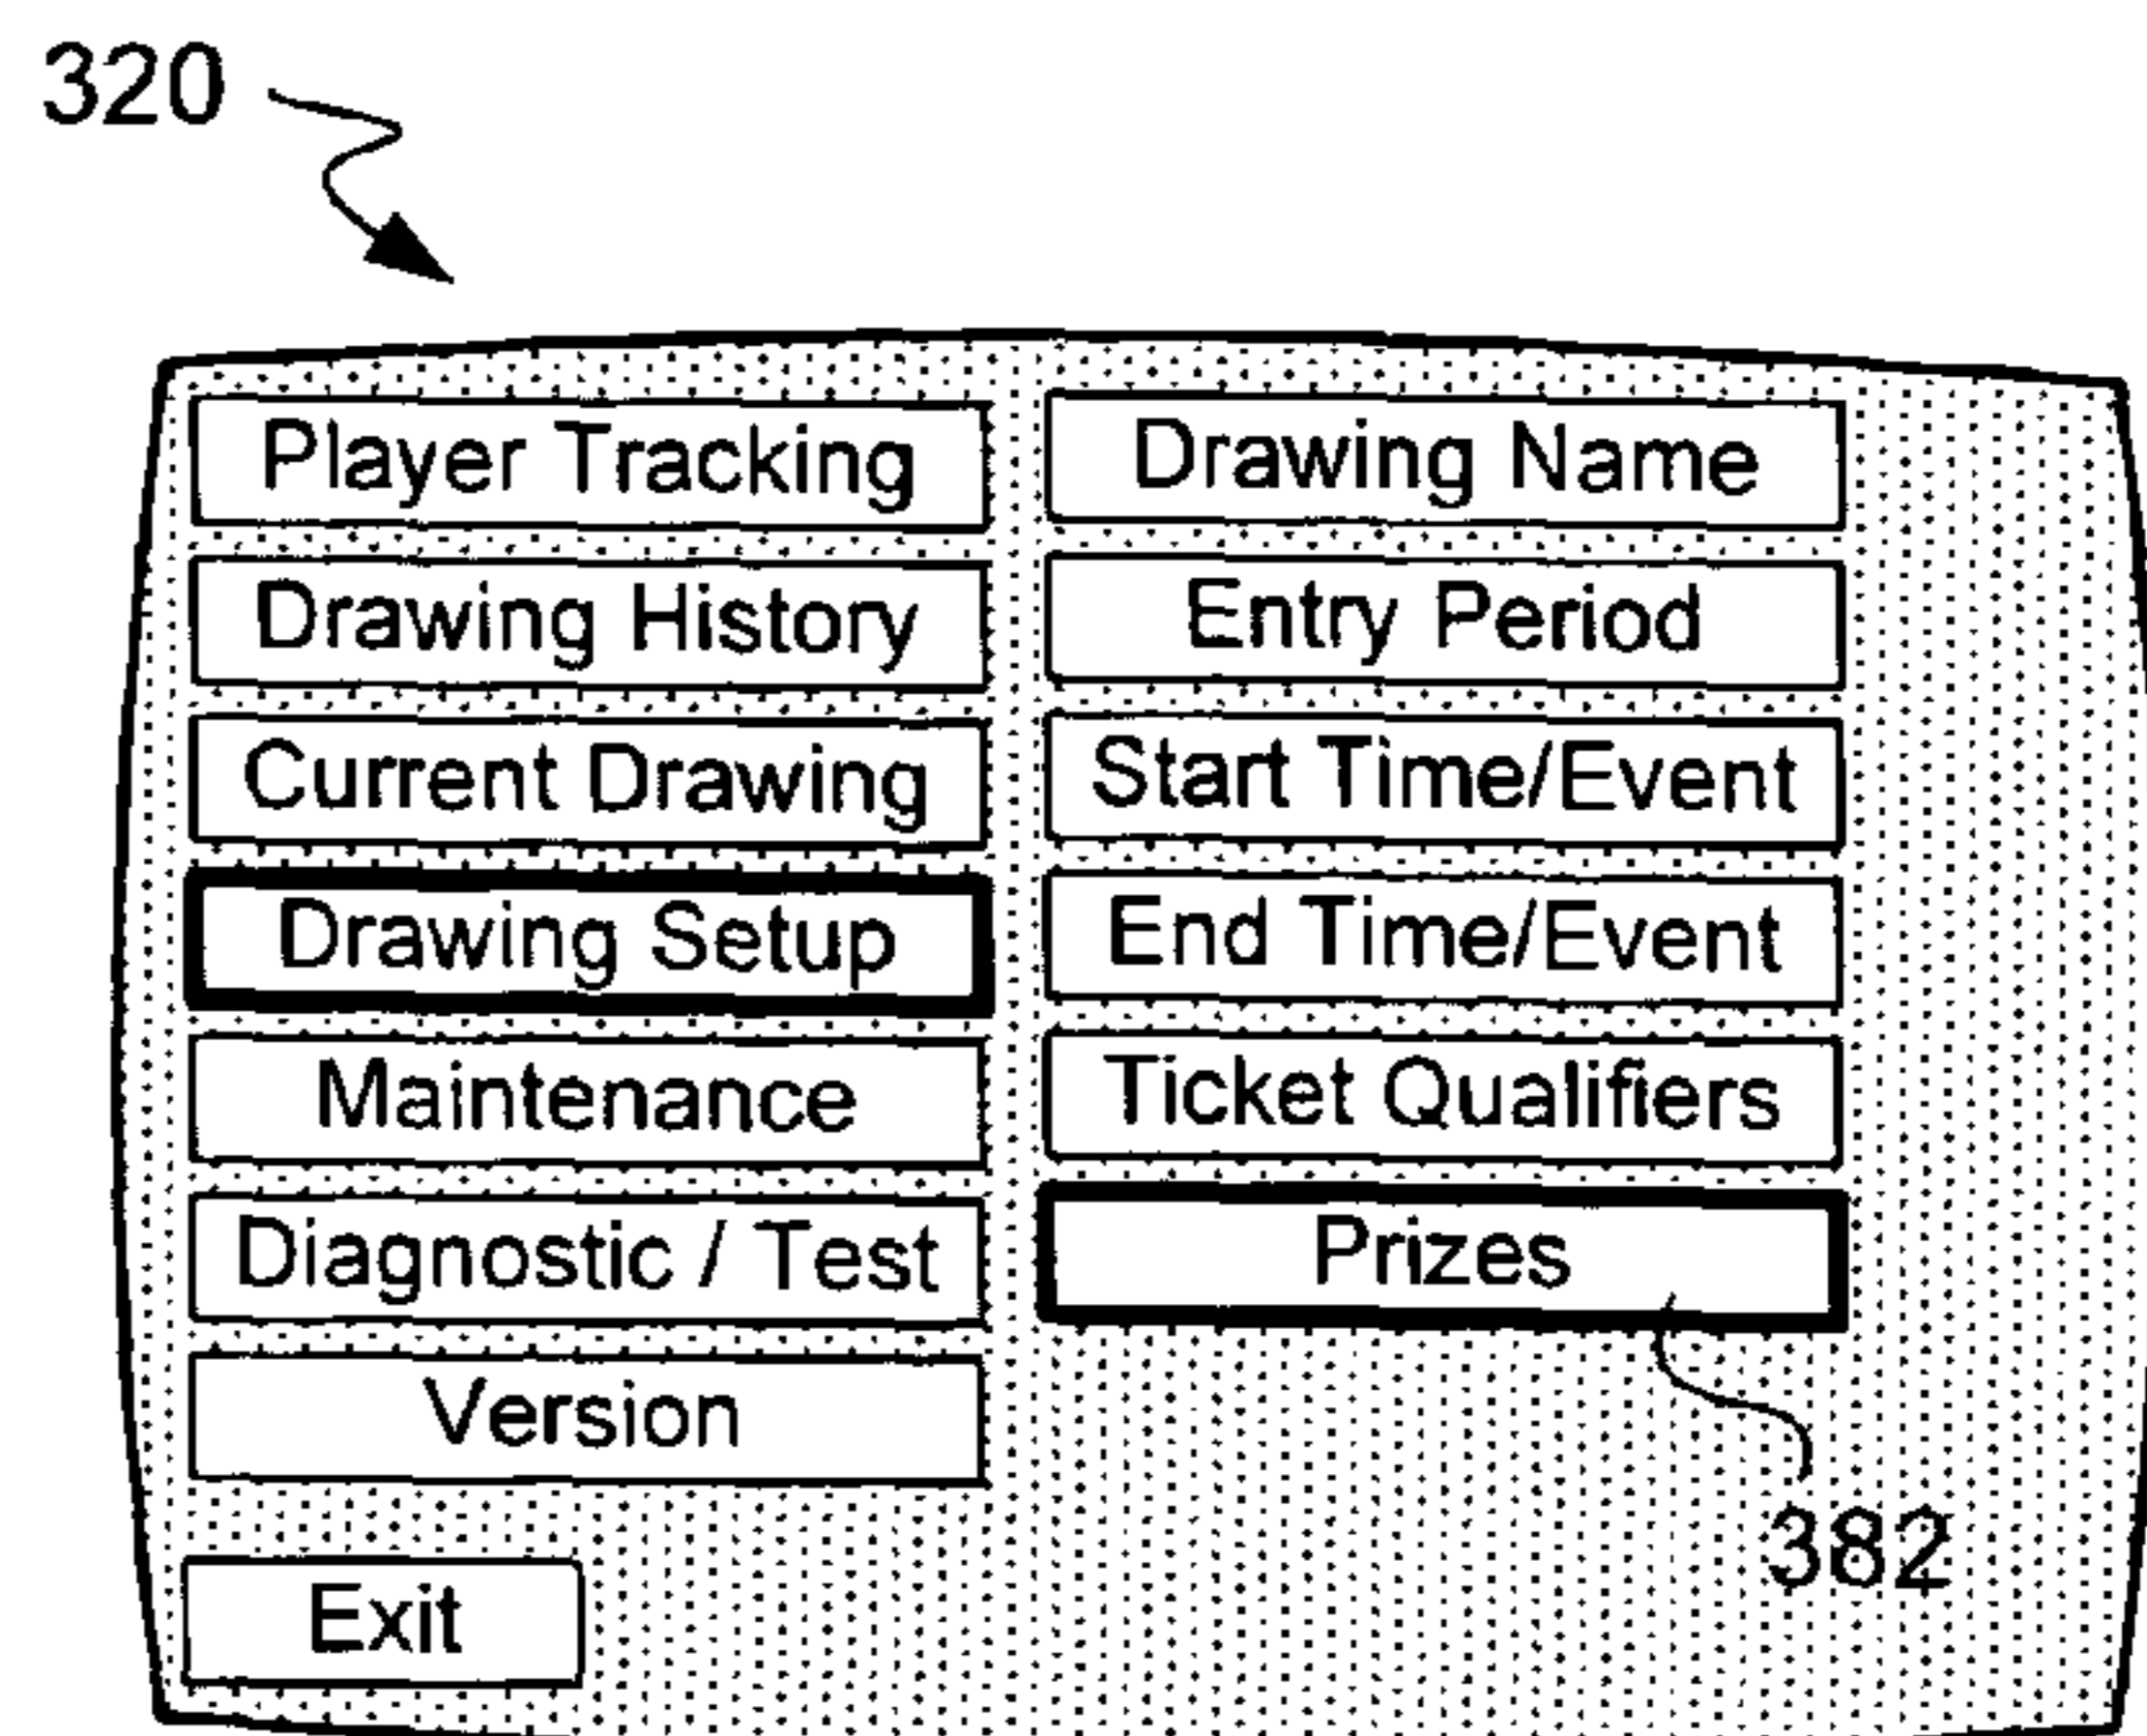 320
Player Tracking
Drawing Name
Drawing History
Entry Period
Current Drawing
Start Time/Event
Drawing Setup
End Time/Event
Maintenance
Ticket Qualifiers
Diagnostic / Test
Prizes
Version
382
Exit